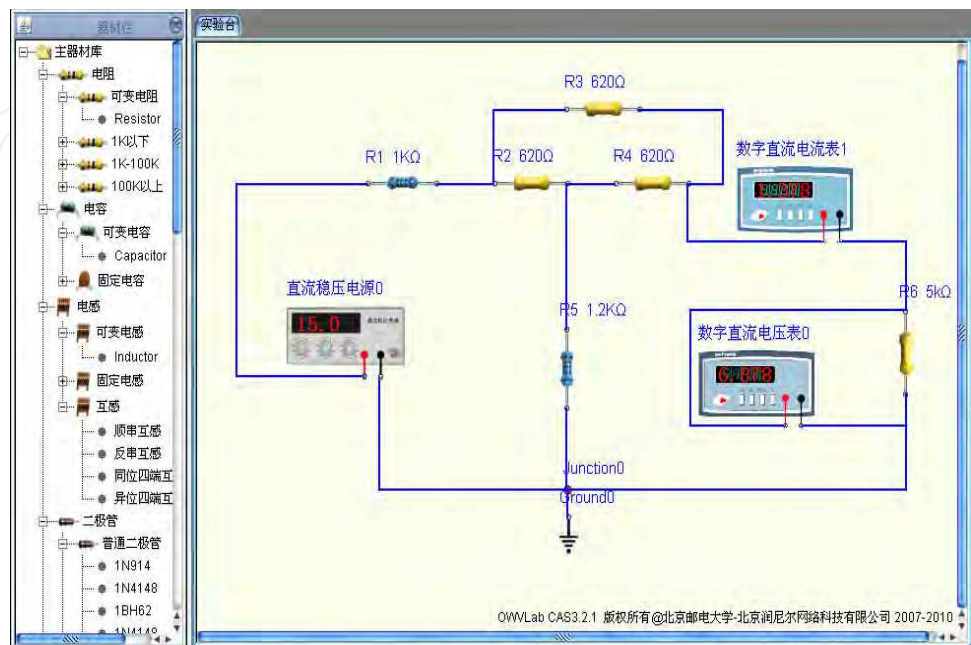 器材栏
主器材库
电阻
可变电阻
Resistor
1K以下
1K-100K
100K以上
电容
可变电容
Capacitor
固定电容
电感
可变电感
Inductor
固定电感
互感
顺串互感
反串互感
同位四端互
异位四端互
二极管
普通二极管
1N914
1N4148
1BH62
1N4149
实验台
R3 620Ω
R1 1KΩ
R2 620Ω
R4 620Ω
数字直流电流表1
直流稳压电源0
15.0
R5 1.2KΩ
R6 5kΩ
数字直流电压表0
Junction0
Ground0
OWVLab CAS3.2.1 版权所有@北京邮电大学-北京润尼尔网络科技有限公司 2007-2010